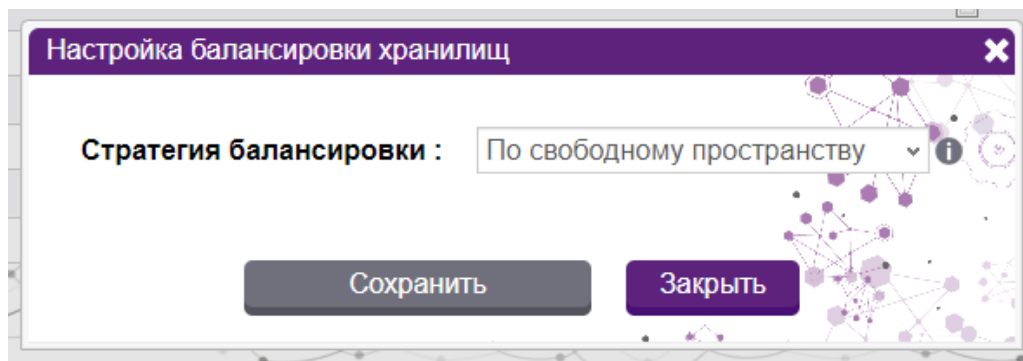 Настройка балансировки хранилищ
Стратегия балансировки : По свободному пространству
Сохранить Закрыть